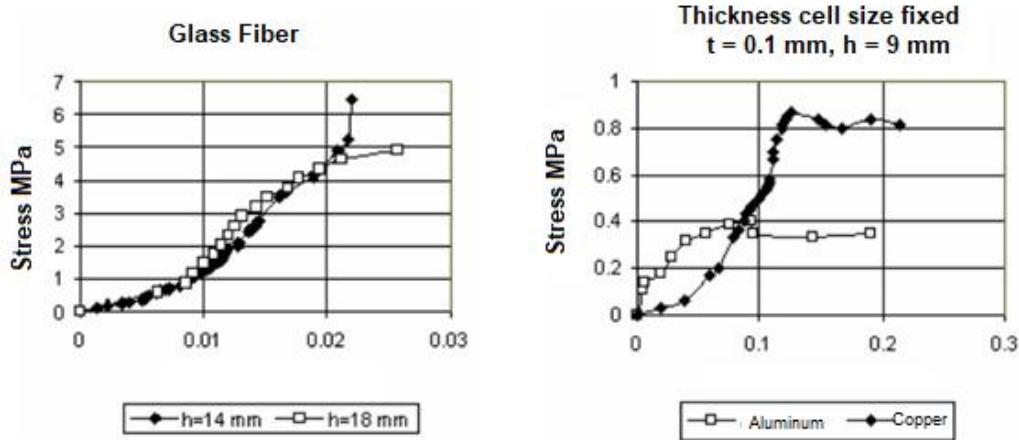 Glass Fiber
Stress MPa
7
6
5
4
3
2
1
0
0 0.01 0.02 0.03
h=14 mm h=18 mm
Thickness cell size fixed
t = 0.1 mm, h = 9 mm
Stress MPa
1
0.8
0.6
0.4
0.2
0
0 0.1 0.2 0.3
Aluminum Copper